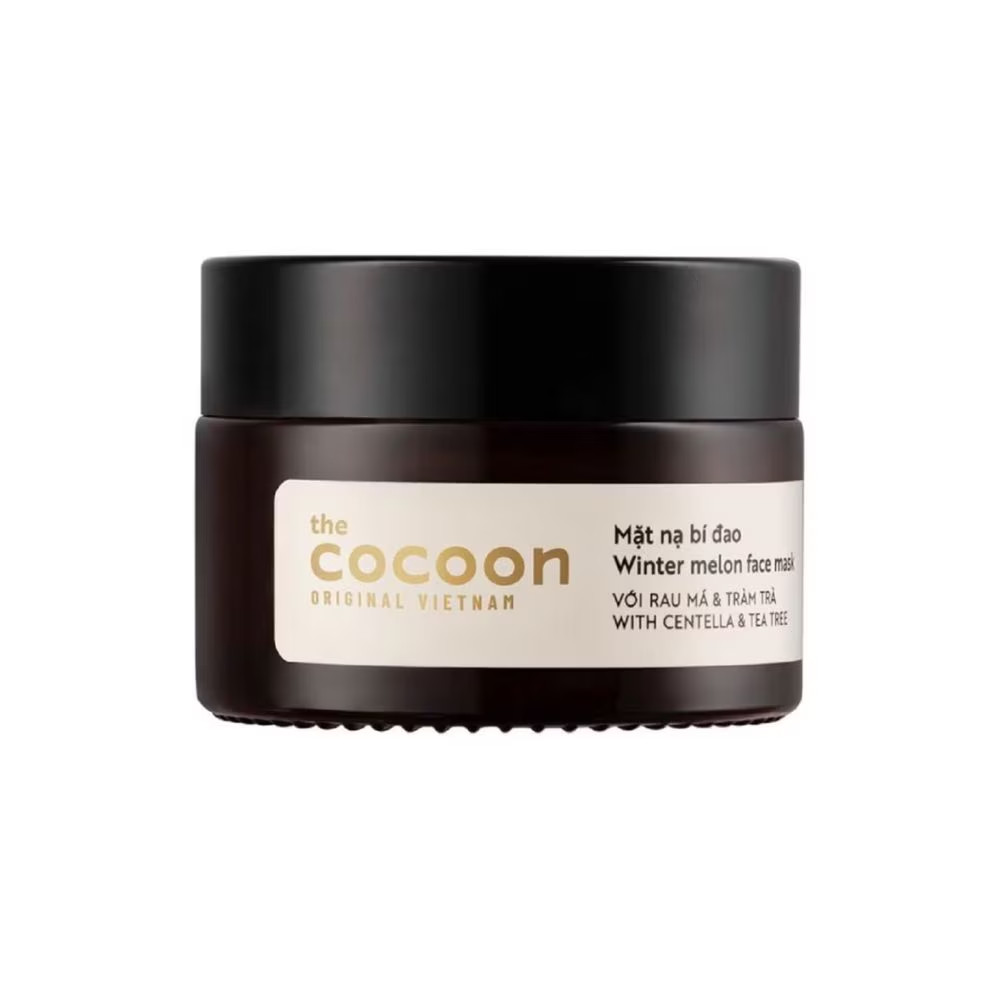 the
cocoon
ORIGINAL VIETNAM
Mặt nạ bí đao
Winter melon face mask
VỚI RAU MÁ & TRÀM TRÀ
WITH CENTELLA & TEA TREE